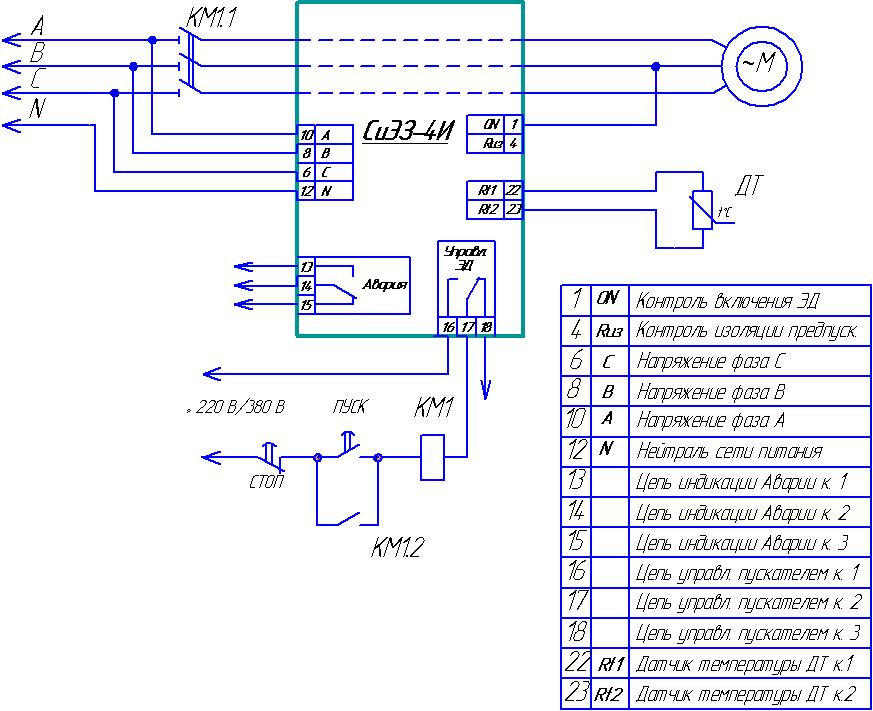 А
КМ1.1
В
С
N
~М
СиЭЗ-4И
10 А
8 В
6 С
12 N
ON 1
Rиз 4
Rt1 22
Rt2 23
ДТ
t°C
13
14 Авария
15
Управл.
ЭД
16 17 18
~ 220 В/380 В
ПУСК
КМ1
СТОП
КМ1.2
1 ON Контроль включения ЭД
4 Rиз Контроль изоляции предпуск.
6 С Напряжение фаза С
8 В Напряжение фаза В
10 А Напряжение фаза А
12 N Нейтраль сети питания
13 Цепь индикации Аварии к. 1
14 Цепь индикации Аварии к. 2
15 Цепь индикации Аварии к. 3
16 Цепь управл. пускателем к. 1
17 Цепь управл. пускателем к. 2
18 Цепь управл. пускателем к. 3
22 Rt1 Датчик температуры ДТ к.1
23 Rt2 Датчик температуры ДТ к.2